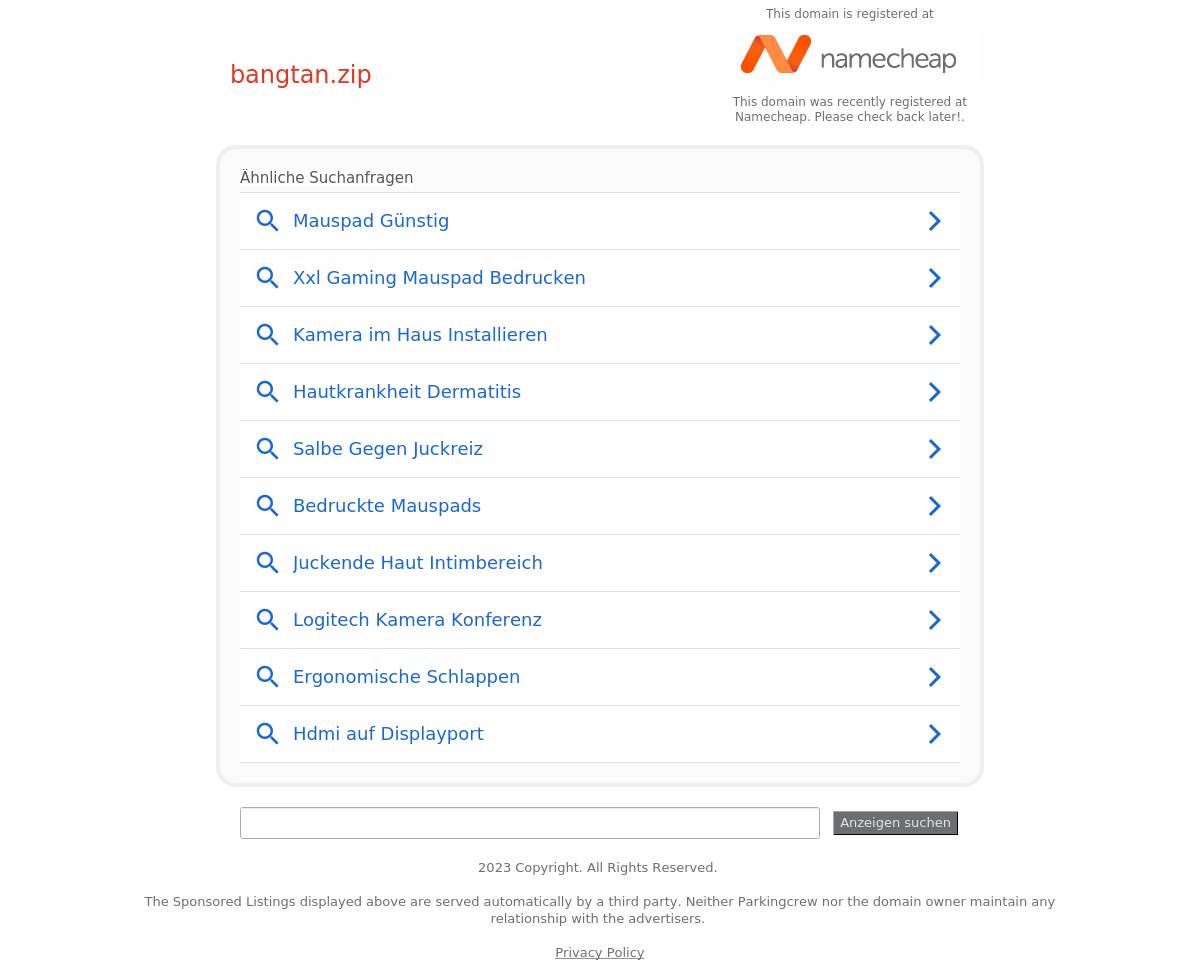 This domain is registered at
namecheap
bangtan.zip
This domain was recently registered at
Namecheap. Please check back later!.
Ähnliche Suchanfragen
Mauspad Günstig
Xxl Gaming Mauspad Bedrucken
Kamera im Haus Installieren
Hautkrankheit Dermatitis
Salbe Gegen Juckreiz
Bedruckte Mauspads
Juckende Haut Intimbereich
Logitech Kamera Konferenz
Ergonomische Schlappen
Hdmi auf Displayport
Anzeigen suchen
2023 Copyright. All Rights Reserved.
The Sponsored Listings displayed above are served automatically by a third party. Neither Parkingcrew nor the domain owner maintain any
relationship with the advertisers.
Privacy Policy